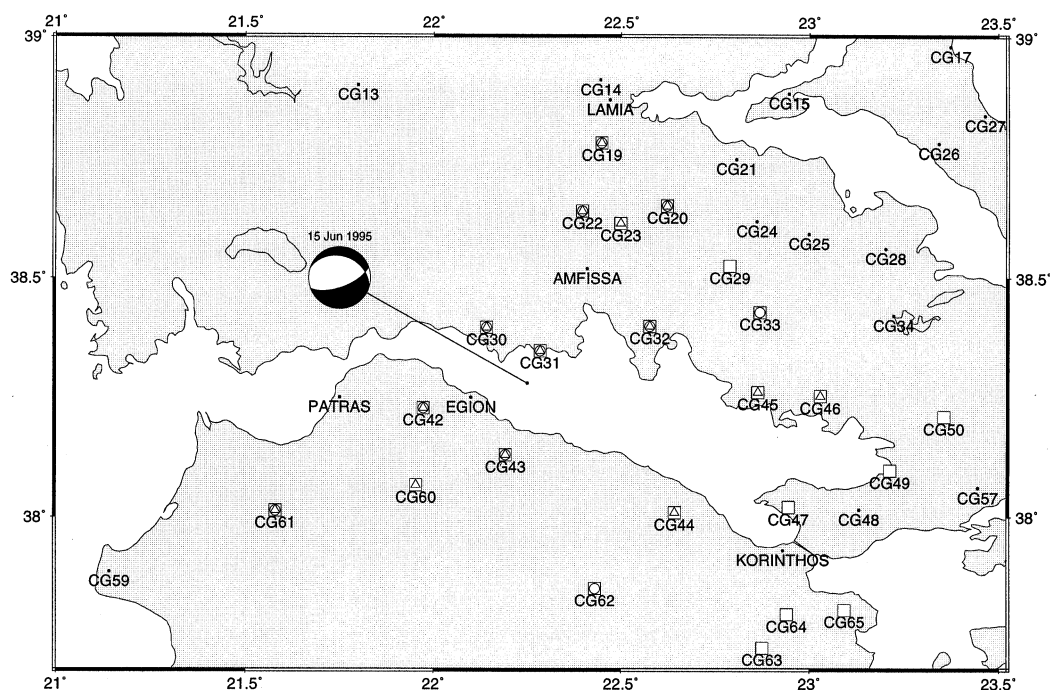 21° 21.5° 22° 22.5° 23° 23.5°
39° 39°
CG17
CG14
CG13
CG15
LAMIA
CG27
CG19
CG26
CG21
CG20
CG22
CG23
CG24
15 Jun 1995
CG25
CG28
38.5° AMFISSA CG29 38.5°
CG33
CG34
CG30
CG32
CG31
CG45
CG46
PATRAS EGION
CG42
CG50
CG43
CG49
CG60
CG57
CG61
38° CG44 CG47 CG48 38°
KORINTHOS
CG59
CG62
CG65
CG64
CG63
21° 21.5° 22° 22.5° 23° 23.5°